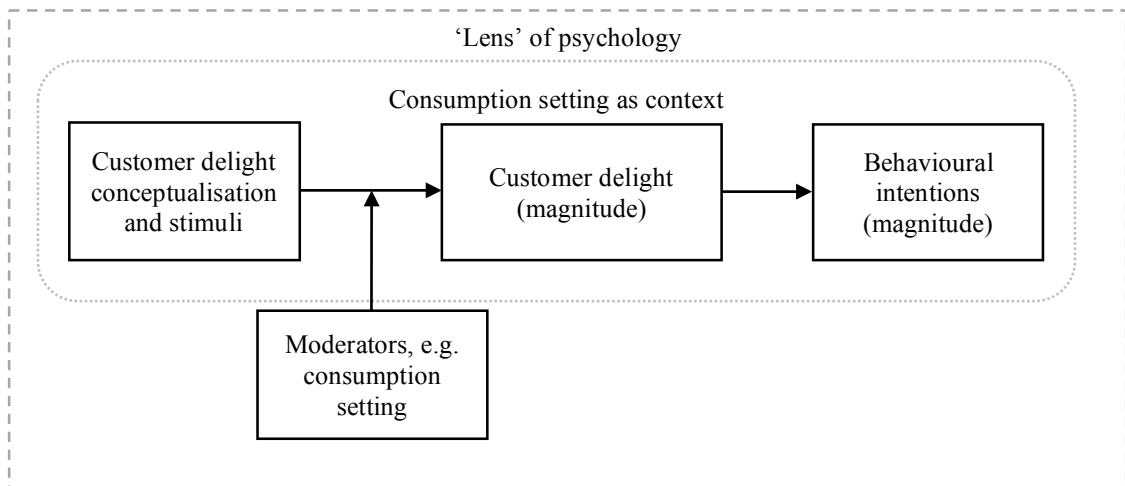 ‘Lens’ of psychology
Consumption setting as context
Customer delight
conceptualisation
and stimuli
Customer delight
(magnitude)
Behavioural
intentions
(magnitude)
Moderators, e.g.
consumption
setting